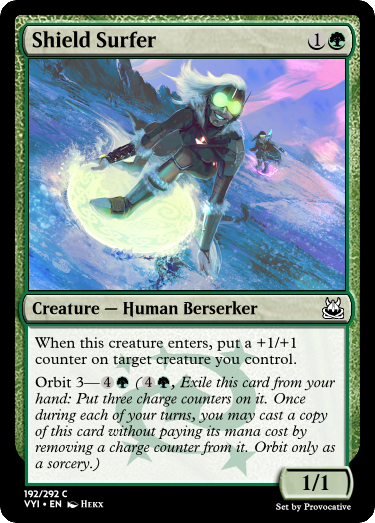 Shield Surfer 1
Creature — Human Berserker
When this creature enters, put a +1/+1
counter on target creature you control.
Orbit 3—4 (4, Exile this card from your
hand: Put three charge counters on it. Once
during each of your turns, you may cast a copy
of this card without paying its mana cost by
removing a charge counter from it. Orbit only as
a sorcery.)
1/1
192/292 C
VYI • EN Hekx
Set by Provocative